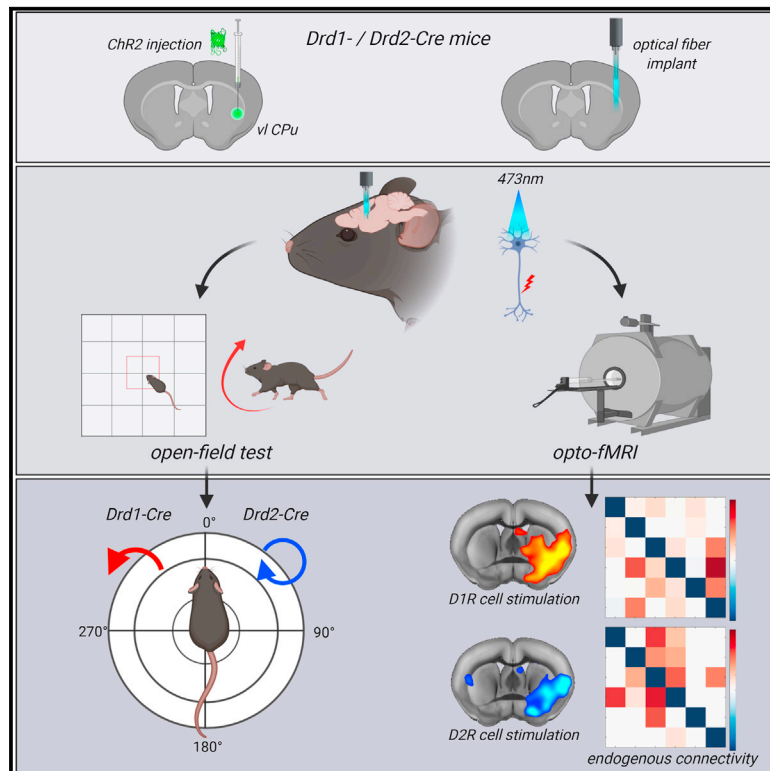 Drd1- / Drd2-Cre mice
ChR2 injection
vl CPu
optical fiber
implant
473nm
open-field test
opto-fMRI
Drd1-Cre
Drd2-Cre
0°
270°
90°
180°
D1R cell stimulation
D2R cell stimulation
endogenous connectivity